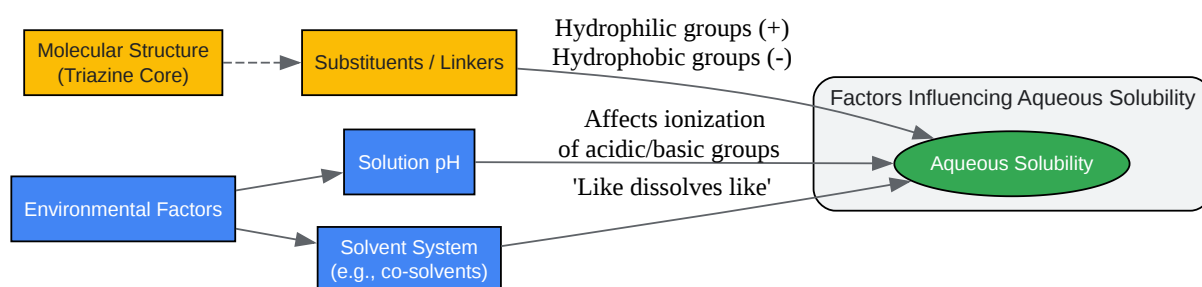 Molecular Structure
(Triazine Core)
Substituents / Linkers
Hydrophilic groups (+)
Hydrophobic groups (-)
Factors Influencing Aqueous Solubility
Aqueous Solubility
Affects ionization
of acidic/basic groups
Solution pH
'Like dissolves like'
Environmental Factors
Solvent System
(e.g., co-solvents)